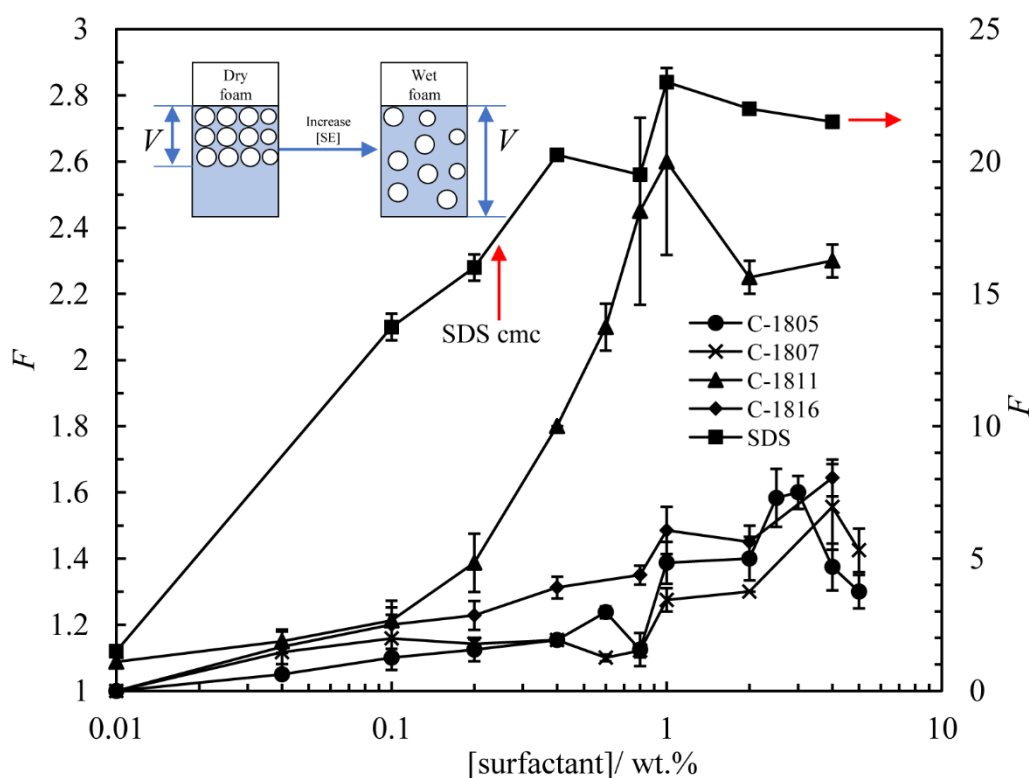 3
2.8
2.6
2.4
2.2
2
1.8
1.6
1.4
1.2
1
F
25
20
15
10
5
0
F
Dry
foam
Wet
foam
V
Increase
[SE]
V
SDS cmc
C-1805
C-1807
C-1811
C-1816
SDS
0.01
0.1
1
10
[surfactant]/ wt.%